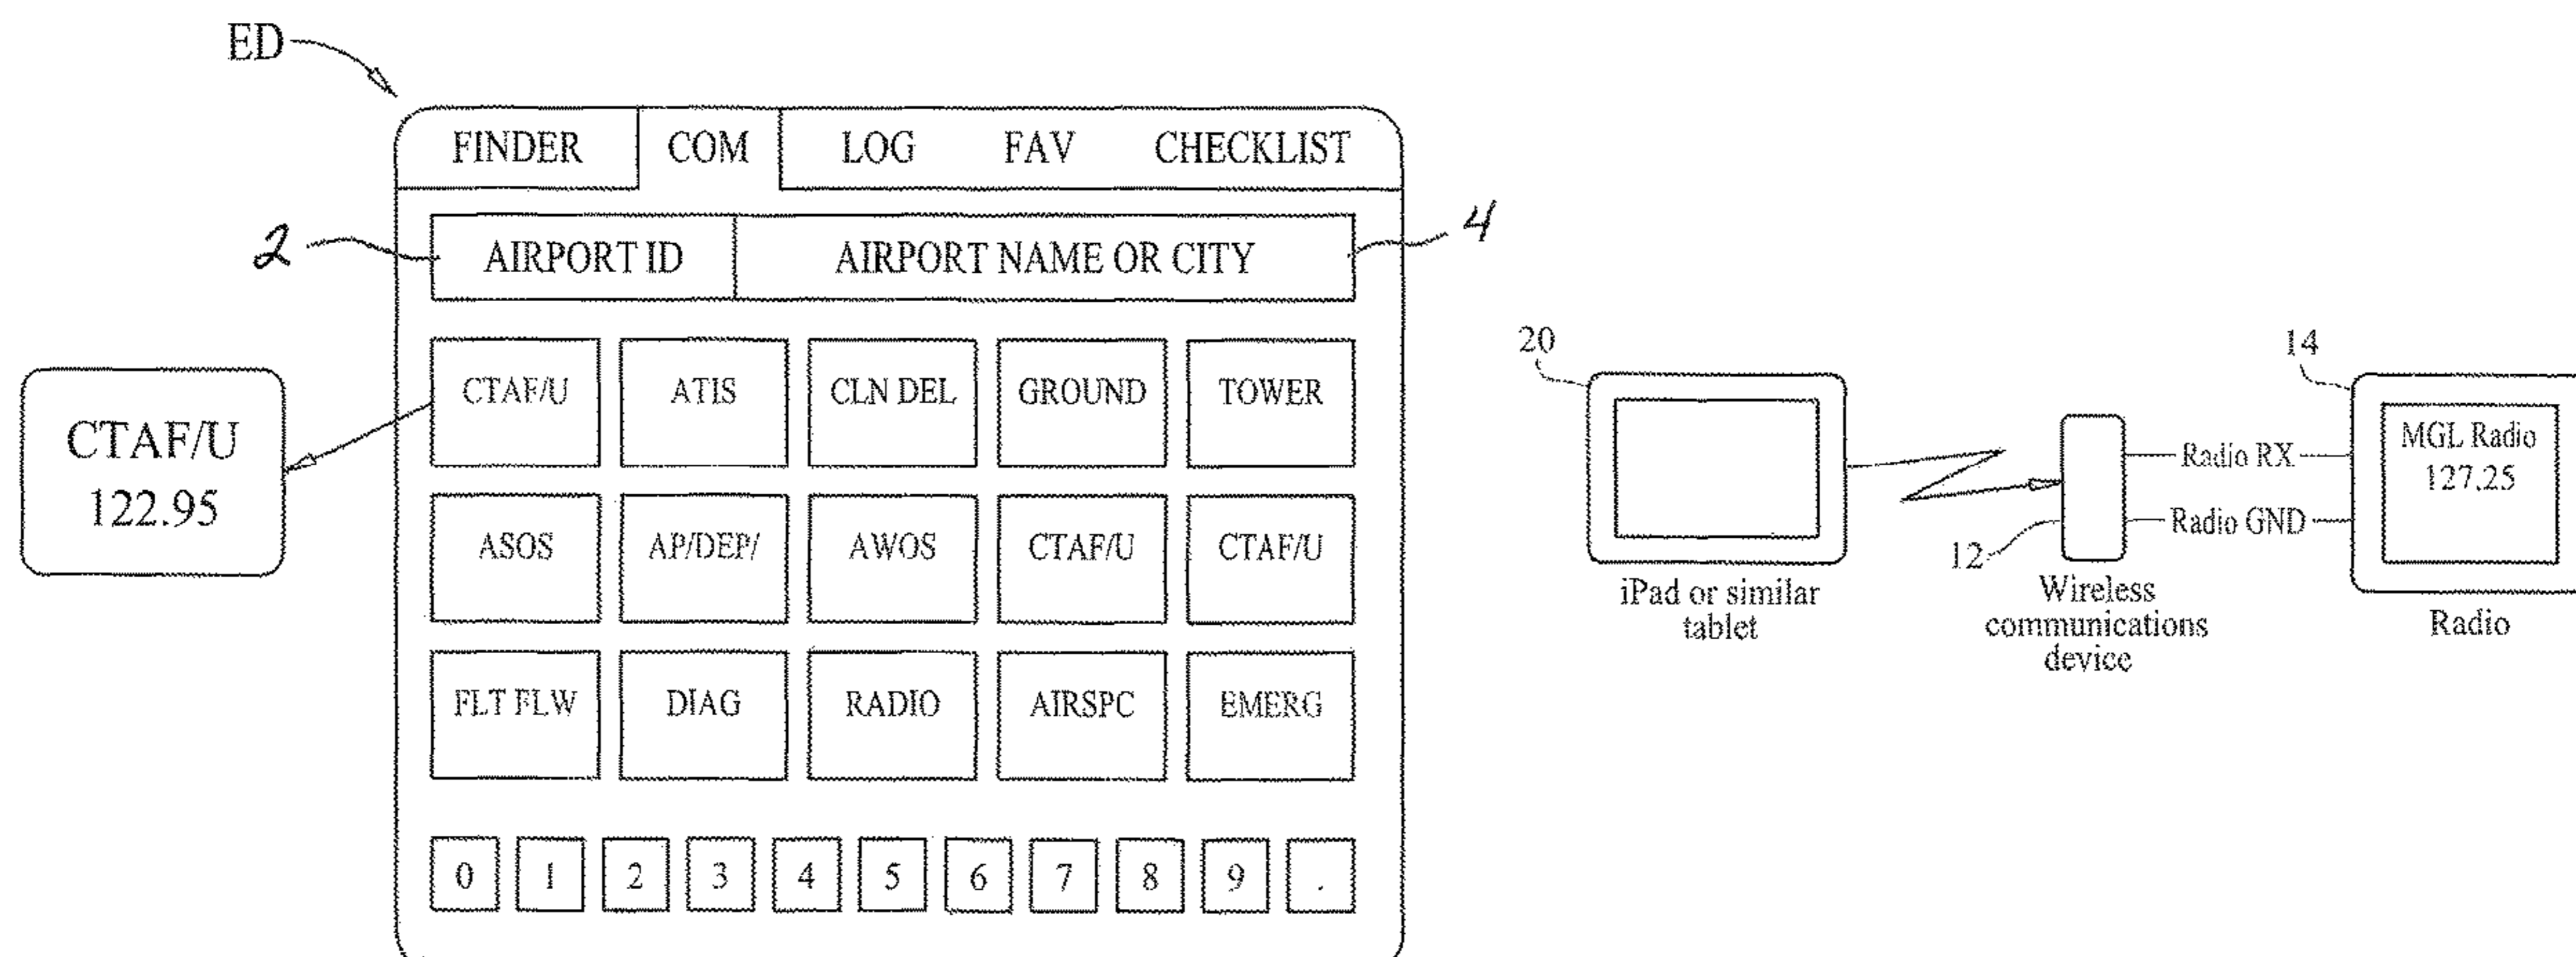 ED
FINDER COM LOG FAV CHECKLIST
2
AIRPORT ID AIRPORT NAME OR CITY
4
CTAF/U
122.95
CTAF/U ATIS CLN DEL GROUND TOWER
ASOS AP/DEP/ AWOS CTAF/U CTAF/U
FLT FLW DIAG RADIO AIRSPC EMERG
0 1 2 3 4 5 6 7 8 9 .
20
iPad or similar
tablet
12
Wireless
communications
device
Radio RX
Radio GND
14
MGL Radio
127.25
Radio